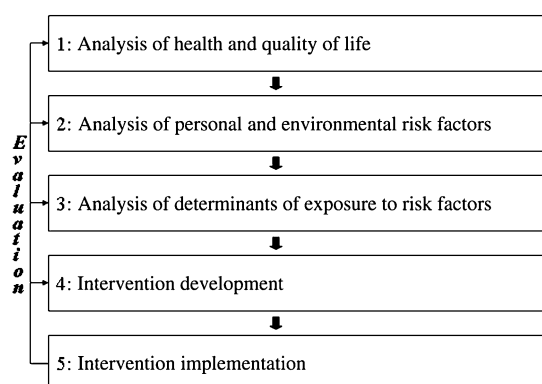 1: Analysis of health and quality of life
2: Analysis of personal and environmental risk factors
3: Analysis of determinants of exposure to risk factors
4: Intervention development
5: Intervention implementation
Evaluation